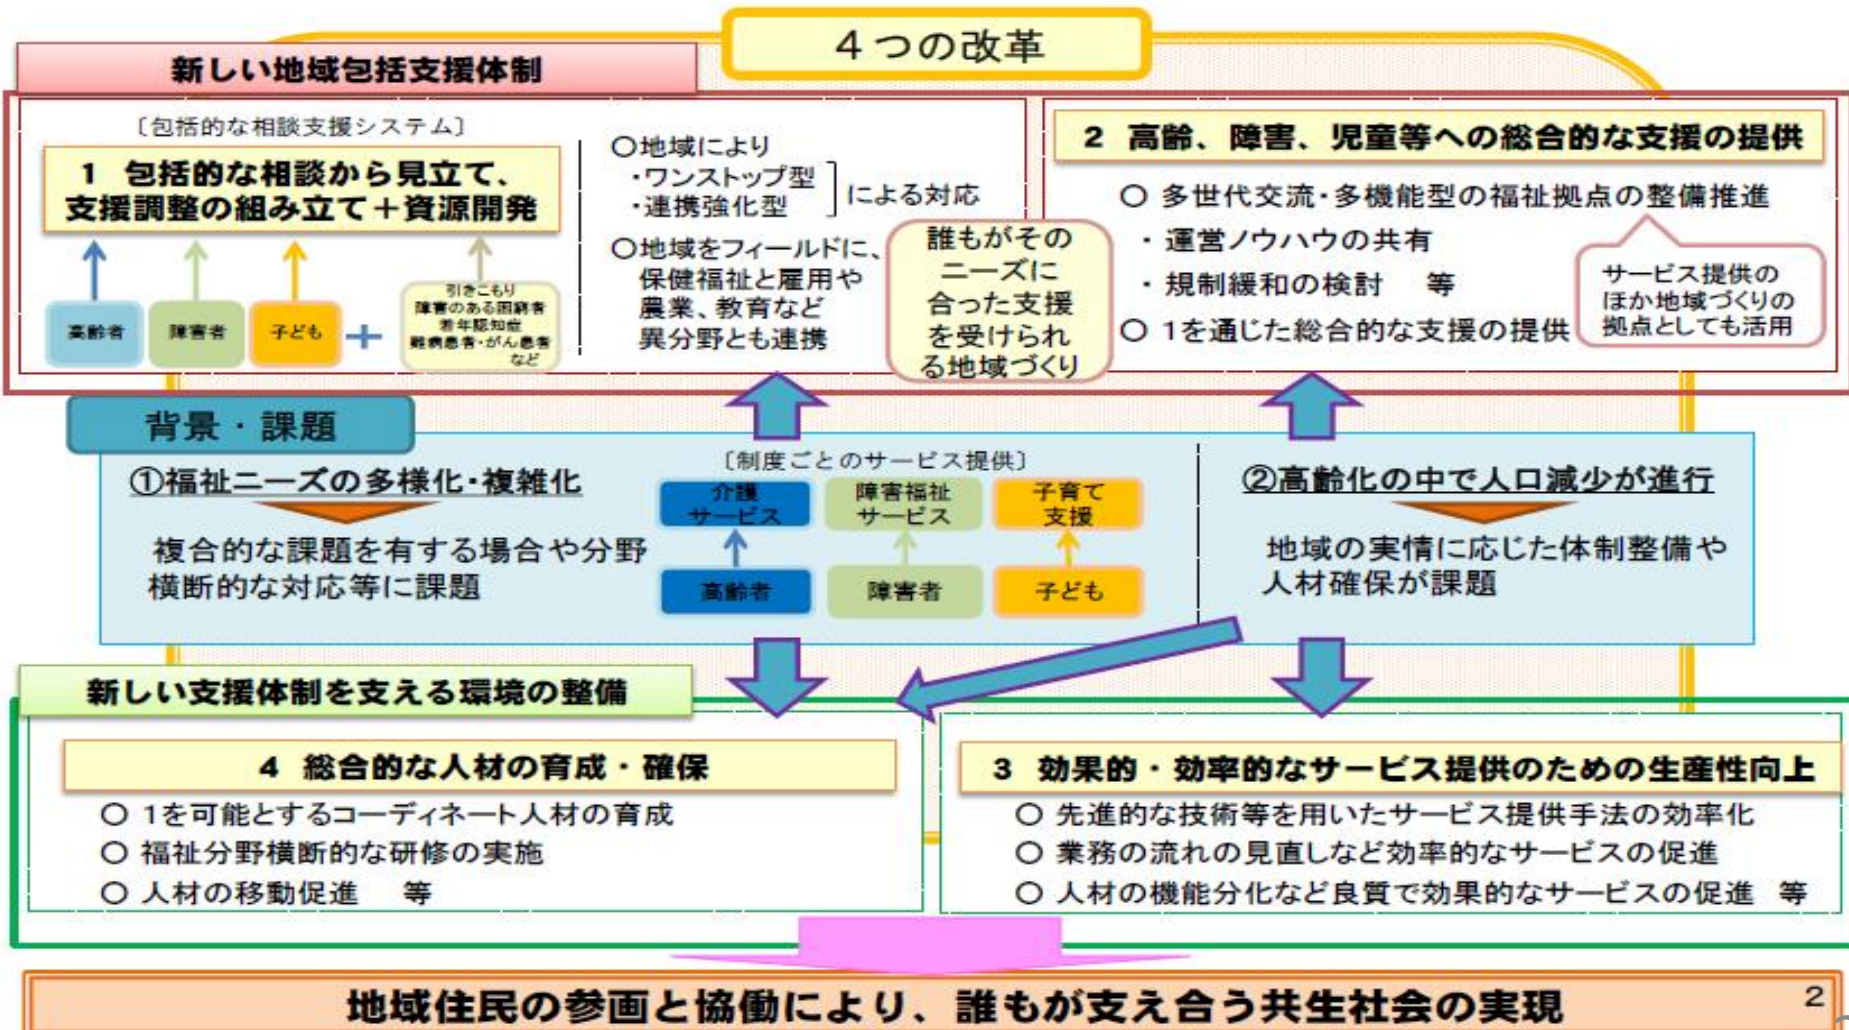 4つの改革
新しい地域包括支援体制
〔包括的な相談支援システム〕
1 包括的な相談から見立て、
支援調整の組み立て＋資源開発
高齢者
障害者
子ども
＋
引きこもり
障害のある困窮者
若年認知症
難病患者・がん患者
など
○地域により
・ワンストップ型
・連携強化型
による対応
○地域をフィールドに、
保健福祉と雇用や
農業、教育など
異分野とも連携
誰もがその
ニーズに
合った支援
を受けられ
る地域づくり
2 高齢、障害、児童等への総合的な支援の提供
○ 多世代交流・多機能型の福祉拠点の整備推進
・ 運営ノウハウの共有
・ 規制緩和の検討 等
○ 1を通じた総合的な支援の提供
サービス提供の
ほか地域づくりの
拠点としても活用
背景・課題
①福祉ニーズの多様化・複雑化
複合的な課題を有する場合や分野
横断的な対応等に課題
〔制度ごとのサービス提供〕
介護
サービス
障害福祉
サービス
子育て
支援
高齢者
障害者
子ども
②高齢化の中で人口減少が進行
地域の実情に応じた体制整備や
人材確保が課題
新しい支援体制を支える環境の整備
4 総合的な人材の育成・確保
○ 1を可能とするコーディネート人材の育成
○ 福祉分野横断的な研修の実施
○ 人材の移動促進 等
3 効果的・効率的なサービス提供のための生産性向上
○ 先進的な技術等を用いたサービス提供手法の効率化
○ 業務の流れの見直しなど効率的なサービスの促進
○ 人材の機能分化など良質で効果的なサービスの促進 等
地域住民の参画と協働により、誰もが支え合う共生社会の実現
2